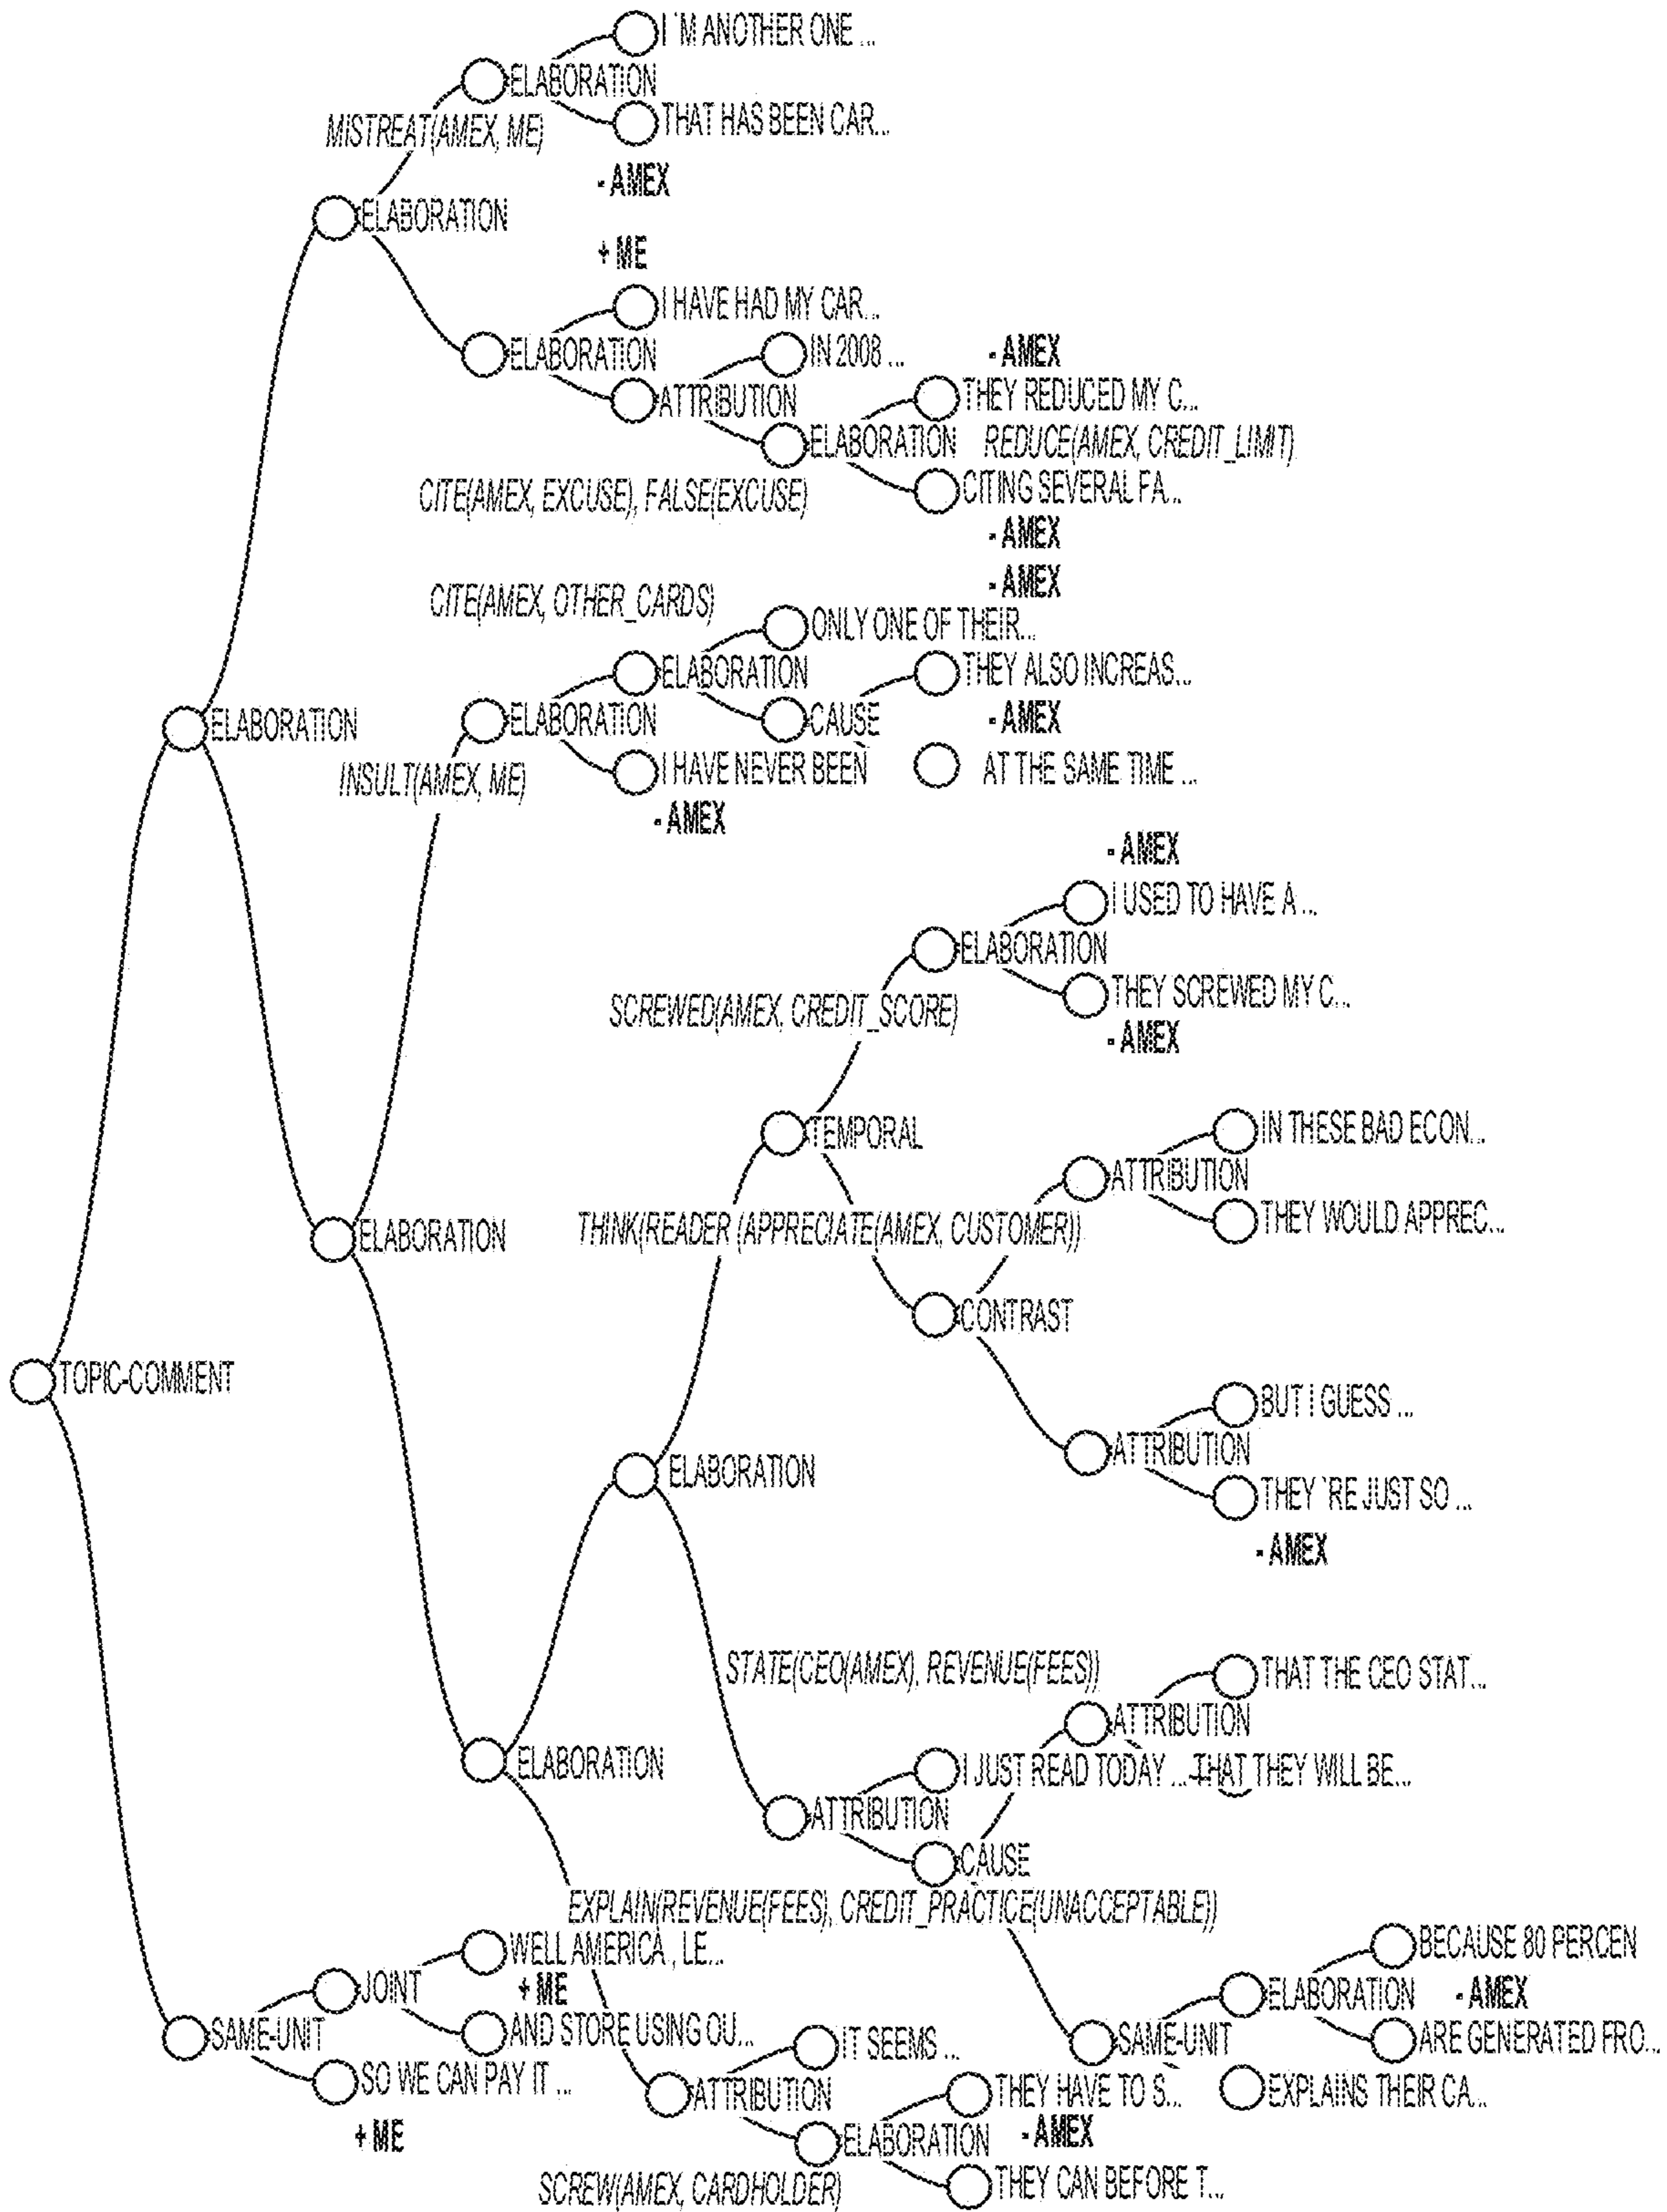 I `M ANOTHER ONE ...
ELABORATION
THAT HAS BEEN CAR...
MISTREAT(AMEX, ME)
- AMEX
ELABORATION
+ ME
I HAVE HAD MY CAR...
ELABORATION
IN 2008 ...
- AMEX
ATTRIBUTION
THEY REDUCED MY C...
ELABORATION
REDUCE(AMEX, CREDIT_LIMIT)
CITE(AMEX, EXCUSE), FALSE(EXCUSE)
CITING SEVERAL FA...
- AMEX
- AMEX
CITE(AMEX, OTHER_CARDS)
ONLY ONE OF THEIR...
ELABORATION
THEY ALSO INCREAS...
ELABORATION
ELABORATION
CAUSE
- AMEX
INSULT(AMEX, ME)
I HAVE NEVER BEEN
AT THE SAME TIME ...
- AMEX
- AMEX
I USED TO HAVE A ...
ELABORATION
THEY SCREWED MY C...
SCREWED(AMEX, CREDIT_SCORE)
- AMEX
TEMPORAL
IN THESE BAD ECON...
ATTRIBUTION
THEY WOULD APPREC...
THINK(READER (APPRECIATE(AMEX, CUSTOMER))
ELABORATION
CONTRAST
TOPIC-COMMENT
BUT I GUESS ...
ATTRIBUTION
ELABORATION
THEY `RE JUST SO ...
- AMEX
STATE(CEO(AMEX), REVENUE(FEES))
THAT THE CEO STAT...
ATTRIBUTION
ELABORATION
I JUST READ TODAY ...
THAT THEY WILL BE...
ATTRIBUTION
CAUSE
EXPLAIN(REVENUE(FEES), CREDIT_PRACTICE(UNACCEPTABLE))
WELL AMERICA , LE...
BECAUSE 80 PERCEN
JOINT
+ ME
ELABORATION
- AMEX
SAME-UNIT
AND STORE USING OU...
IT SEEMS ...
SAME-UNIT
ARE GENERATED FRO...
SO WE CAN PAY IT ...
ATTRIBUTION
THEY HAVE TO S...
EXPLAINS THEIR CA...
+ ME
ELABORATION
- AMEX
SCREW(AMEX, CARDHOLDER)
THEY CAN BEFORE T...